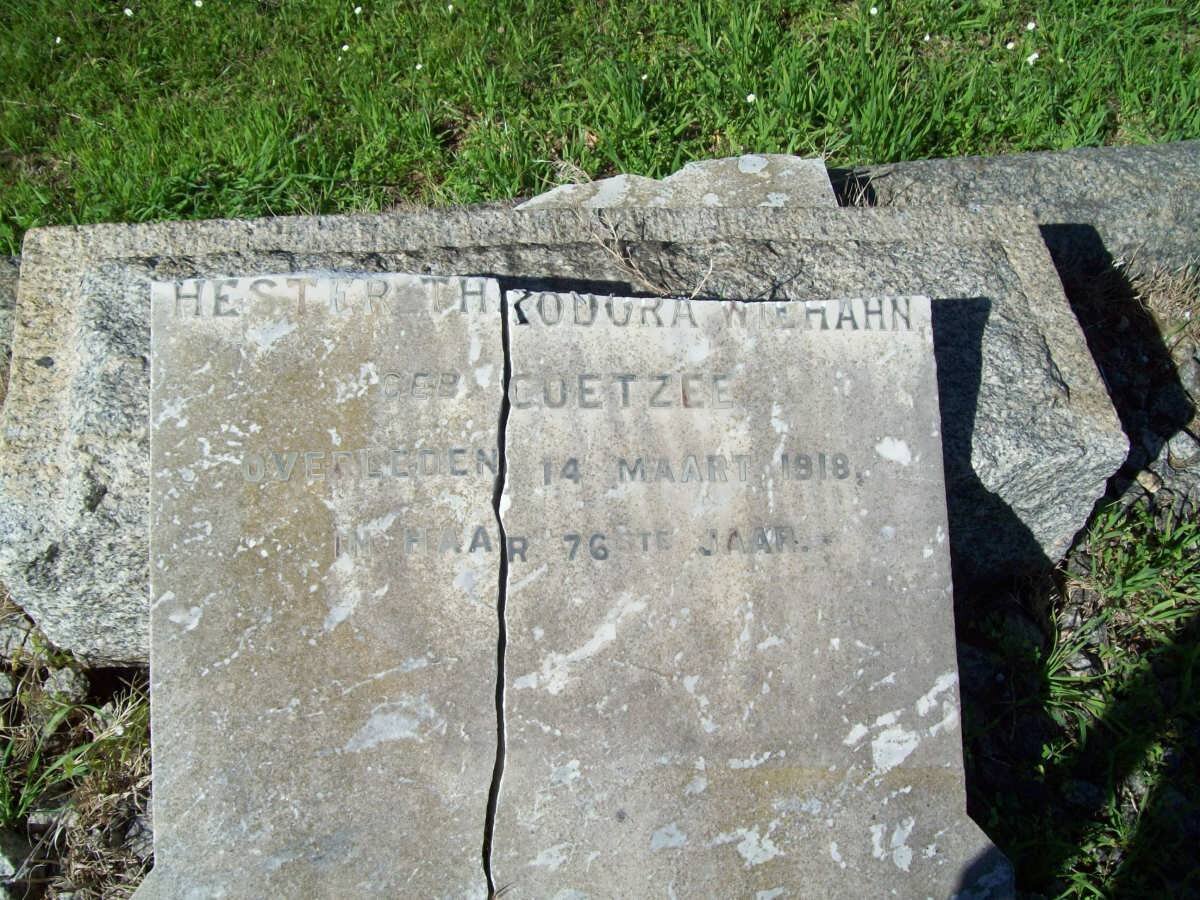 HESTER THEODORA WIEHAHN,
GEB. COETZEE
OVERLEDEN 14 MAART 1918,
IN HAAR 76STE JAAR.